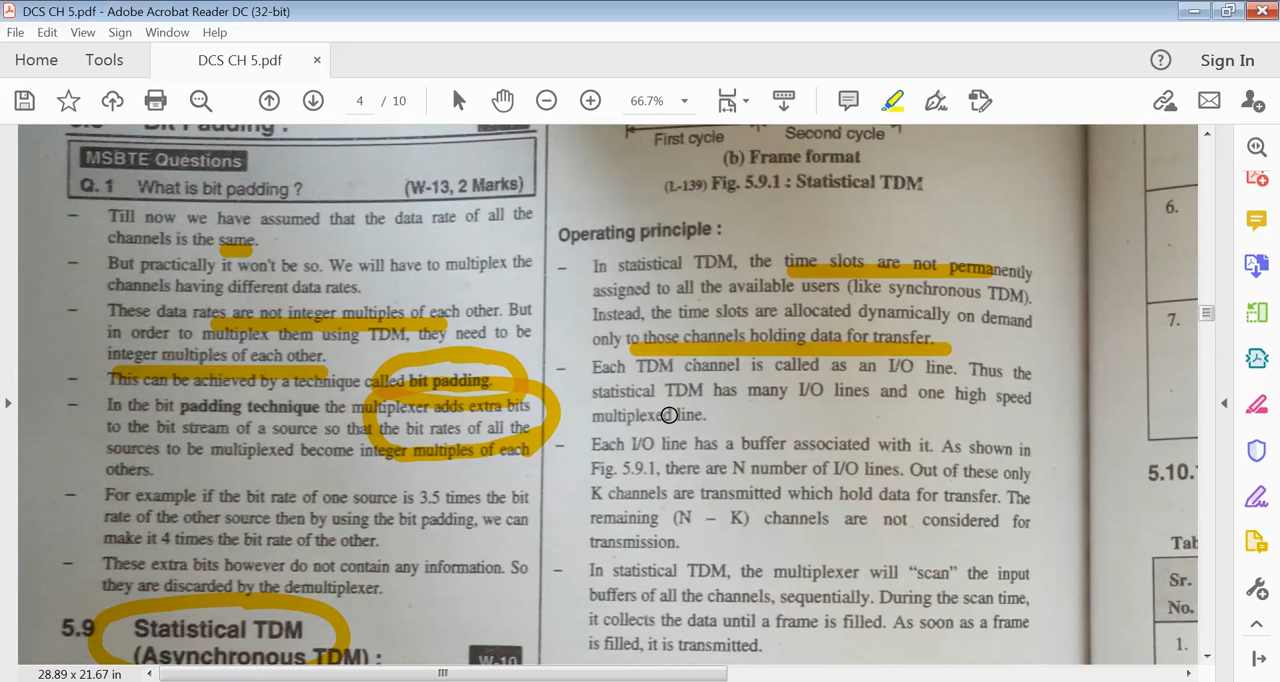 DCS CH 5.pdf - Adobe Acrobat Reader DC (32-bit)
File Edit View Sign Window Help
Home Tools DCS CH 5.pdf × Sign In
4 / 10 66.7%
Bit Padding :
MSBTE Questions
Q. 1 What is bit padding ? (W-13, 2 Marks)
– Till now we have assumed that the data rate of all the
channels is the same.
– But practically it won't be so. We will have to multiplex the
channels having different data rates.
– These data rates are not integer multiples of each other. But
in order to multiplex them using TDM, they need to be
integer multiples of each other.
– This can be achieved by a technique called bit padding.
– In the bit padding technique the multiplexer adds extra bits
to the bit stream of a source so that the bit rates of all the
sources to be multiplexed become integer multiples of each
others.
– For example if the bit rate of one source is 3.5 times the bit
rate of the other source then by using the bit padding, we can
make it 4 times the bit rate of the other.
– These extra bits however do not contain any information. So
they are discarded by the demultiplexer.
5.9 Statistical TDM
(Asynchronous TDM) :
W-10
First cycle Second cycle
(b) Frame format
(L-139) Fig. 5.9.1 : Statistical TDM
Operating principle :
– In statistical TDM, the time slots are not permanently
assigned to all the available users (like synchronous TDM).
Instead, the time slots are allocated dynamically on demand
only to those channels holding data for transfer.
– Each TDM channel is called as an I/O line. Thus the
statistical TDM has many I/O lines and one high speed
multiplexed line.
– Each I/O line has a buffer associated with it. As shown in
Fig. 5.9.1, there are N number of I/O lines. Out of these only
K channels are transmitted which hold data for transfer. The
remaining (N – K) channels are not considered for
transmission.
– In statistical TDM, the multiplexer will "scan" the input
buffers of all the channels, sequentially. During the scan time,
it collects the data until a frame is filled. As soon as a frame
is filled, it is transmitted.
6.
7.
5.10.
Tab
Sr.
No.
1.
28.89 x 21.67 in